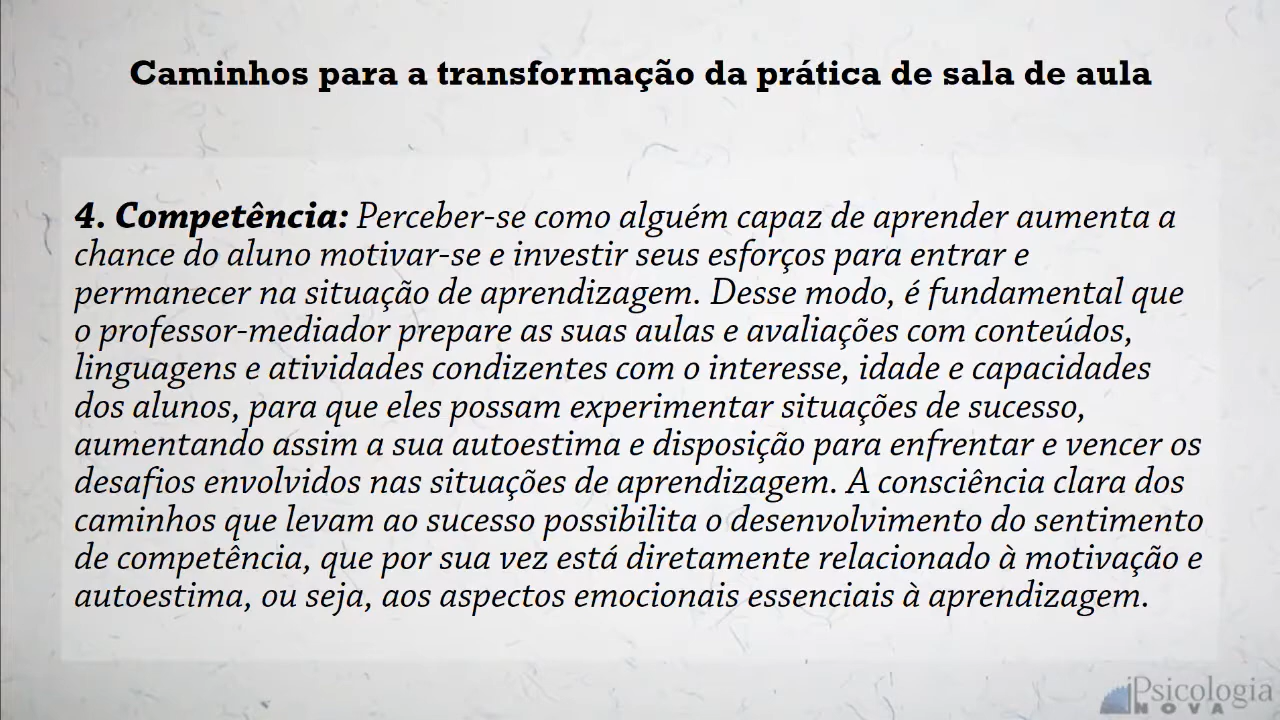 Caminhos para a transformação da prática de sala de aula
4. Competência: Perceber-se como alguém capaz de aprender aumenta a
chance do aluno motivar-se e investir seus esforços para entrar e
permanecer na situação de aprendizagem. Desse modo, é fundamental que
o professor-mediador prepare as suas aulas e avaliações com conteúdos,
linguagens e atividades condizentes com o interesse, idade e capacidades
dos alunos, para que eles possam experimentar situações de sucesso,
aumentando assim a sua autoestima e disposição para enfrentar e vencer os
desafios envolvidos nas situações de aprendizagem. A consciência clara dos
caminhos que levam ao sucesso possibilita o desenvolvimento do sentimento
de competência, que por sua vez está diretamente relacionado à motivação e
autoestima, ou seja, aos aspectos emocionais essenciais à aprendizagem.
Psicologia
NOVA